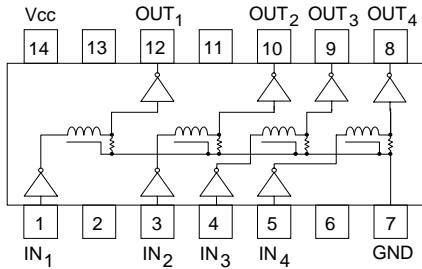 Vcc OUT1 OUT2 OUT3 OUT4
14 13 12 11 10 9 8
1 2 3 4 5 6 7
IN1 IN2 IN3 IN4 GND